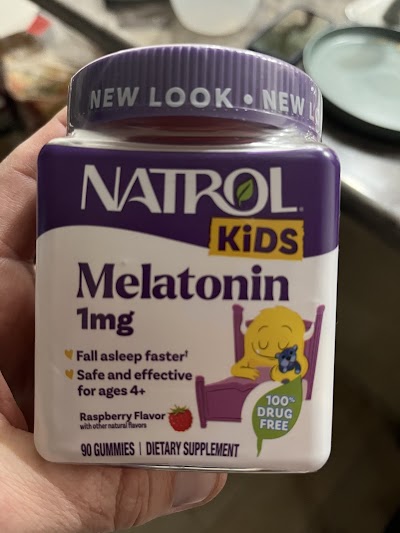 NEW LOOK • NEW L
NATROL
KiDS
Melatonin
1mg
Fall asleep faster†
Safe and effective
for ages 4+
100%
DRUG
FREE
Raspberry Flavor
with other natural flavors
90 GUMMIES | DIETARY SUPPLEMENT